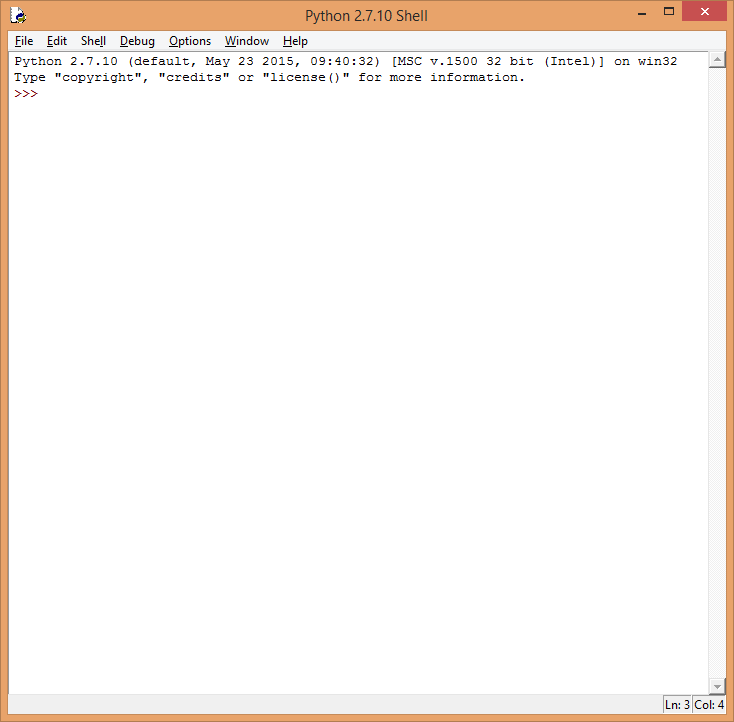 Python 2.7.10 Shell
File Edit Shell Debug Options Window Help
Python 2.7.10 (default, May 23 2015, 09:40:32) [MSC v.1500 32 bit (Intel)] on win32
Type "copyright", "credits" or "license()" for more information.
>>>
Ln: 3 Col: 4